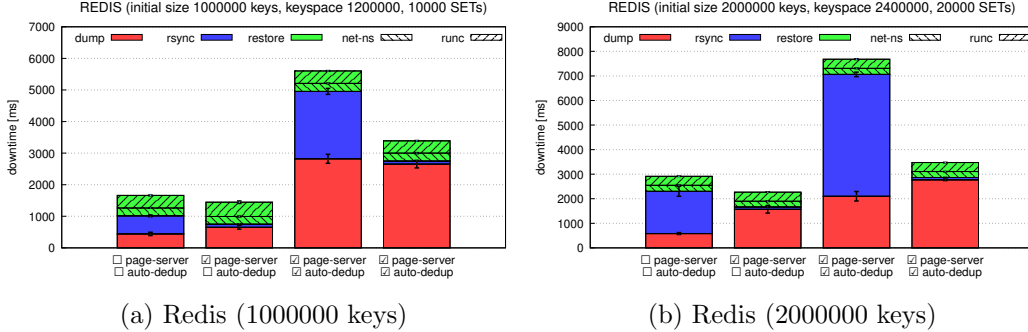 REDIS (initial size 1000000 keys, keyspace 1200000, 10000 SETs)
7000
6000
5000
4000
3000
2000
1000
0
downtime [ms]
dump rsync restore net-ns runc
☐ page-server ☑ page-server ☑ page-server ☑ page-server
☐ auto-dedup ☐ auto-dedup ☑ auto-dedup ☑ auto-dedup
(a) Redis (1000000 keys)
REDIS (initial size 2000000 keys, keyspace 2400000, 20000 SETs)
9000
8000
7000
6000
5000
4000
3000
2000
1000
0
downtime [ms]
dump rsync restore net-ns runc
☐ page-server ☑ page-server ☑ page-server ☑ page-server
☐ auto-dedup ☐ auto-dedup ☑ auto-dedup ☑ auto-dedup
(b) Redis (2000000 keys)